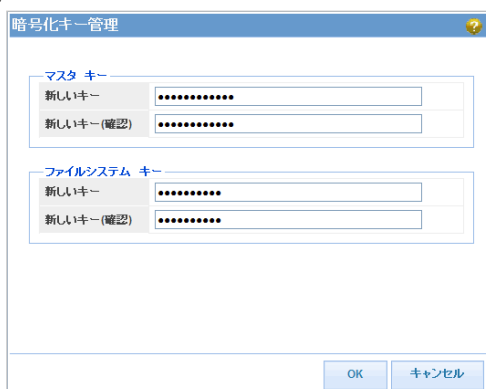 暗号化キー管理
マスタ キー
新しいキー ••••••••••••
新しいキー(確認) ••••••••••••
ファイルシステム キー
新しいキー ••••••••••
新しいキー(確認) ••••••••••
OK キャンセル